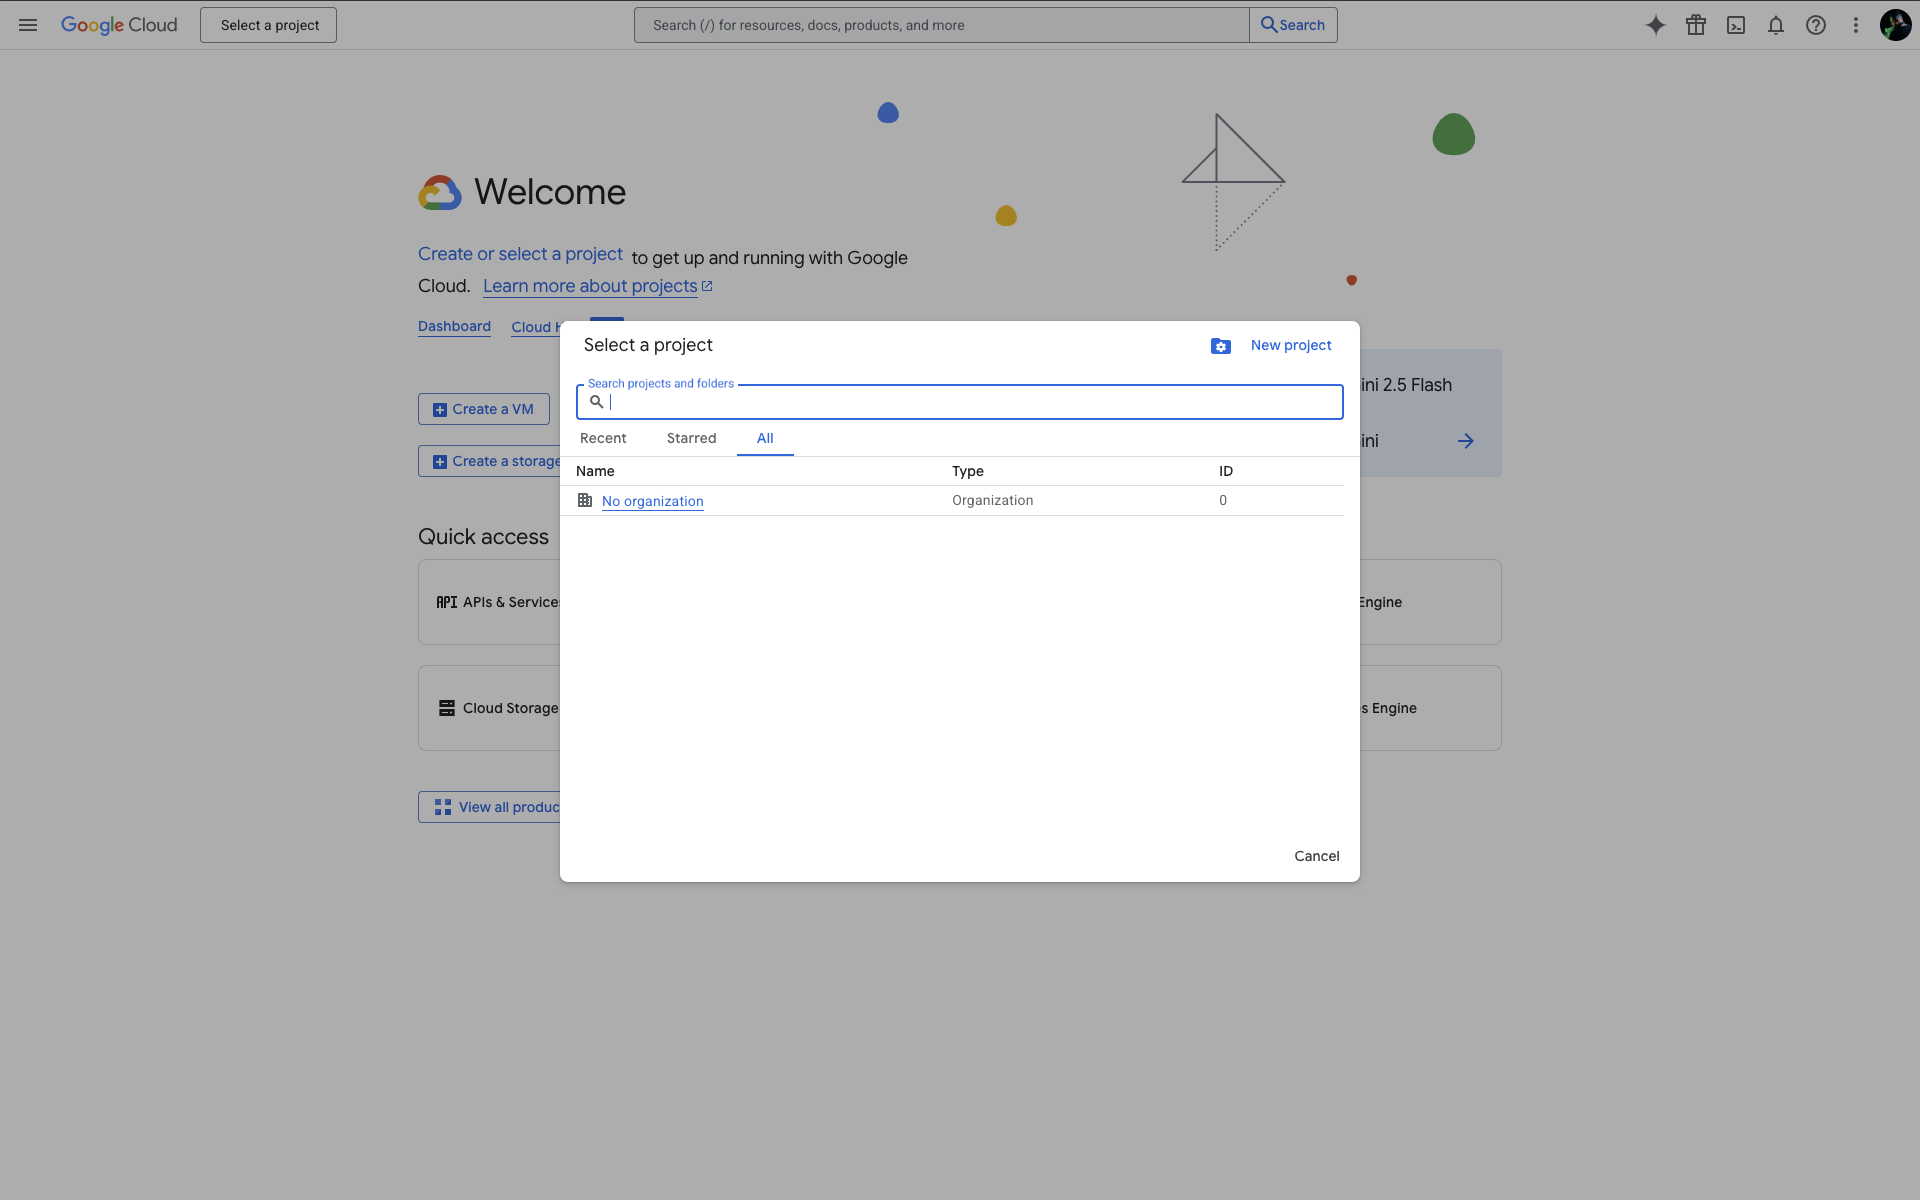 Google Cloud
Select a project
Search (/) for resources, docs, products, and more
Search
Welcome
Create or select a project to get up and running with Google
Cloud. Learn more about projects
Dashboard
Cloud H
Select a project
New project
Search projects and folders
Recent
Starred
All
Name
Type
ID
No organization
Organization
0
Cancel
ini 2.5 Flash
ini
Create a VM
Create a storage
Quick access
API APIs & Service
Engine
Cloud Storage
s Engine
View all produc